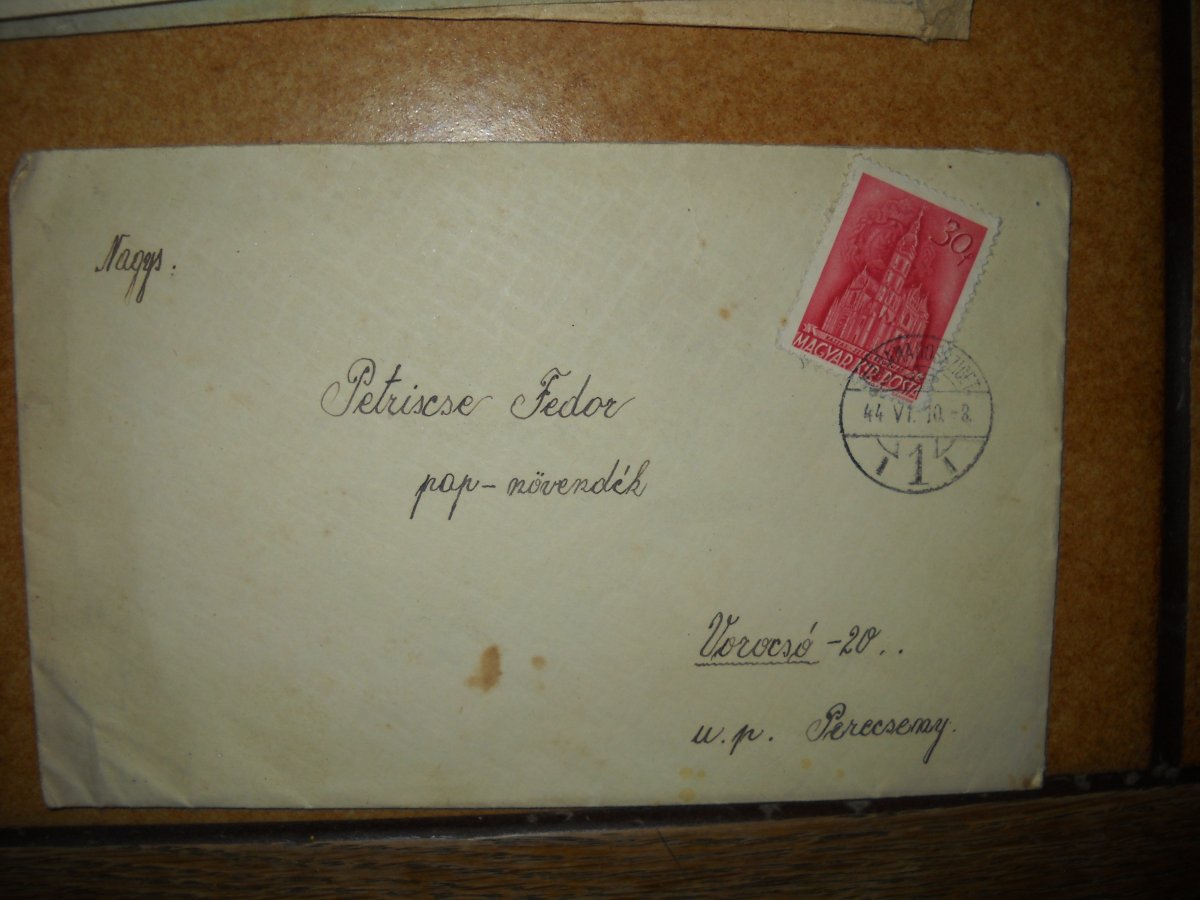 Nagys.
30f
MAGYAR KIR. POSTA
44 VI. 10. -8.
1
Petriscse Fedor
pap-növendék
Vorocsó -20..
u. p. Perecseny.